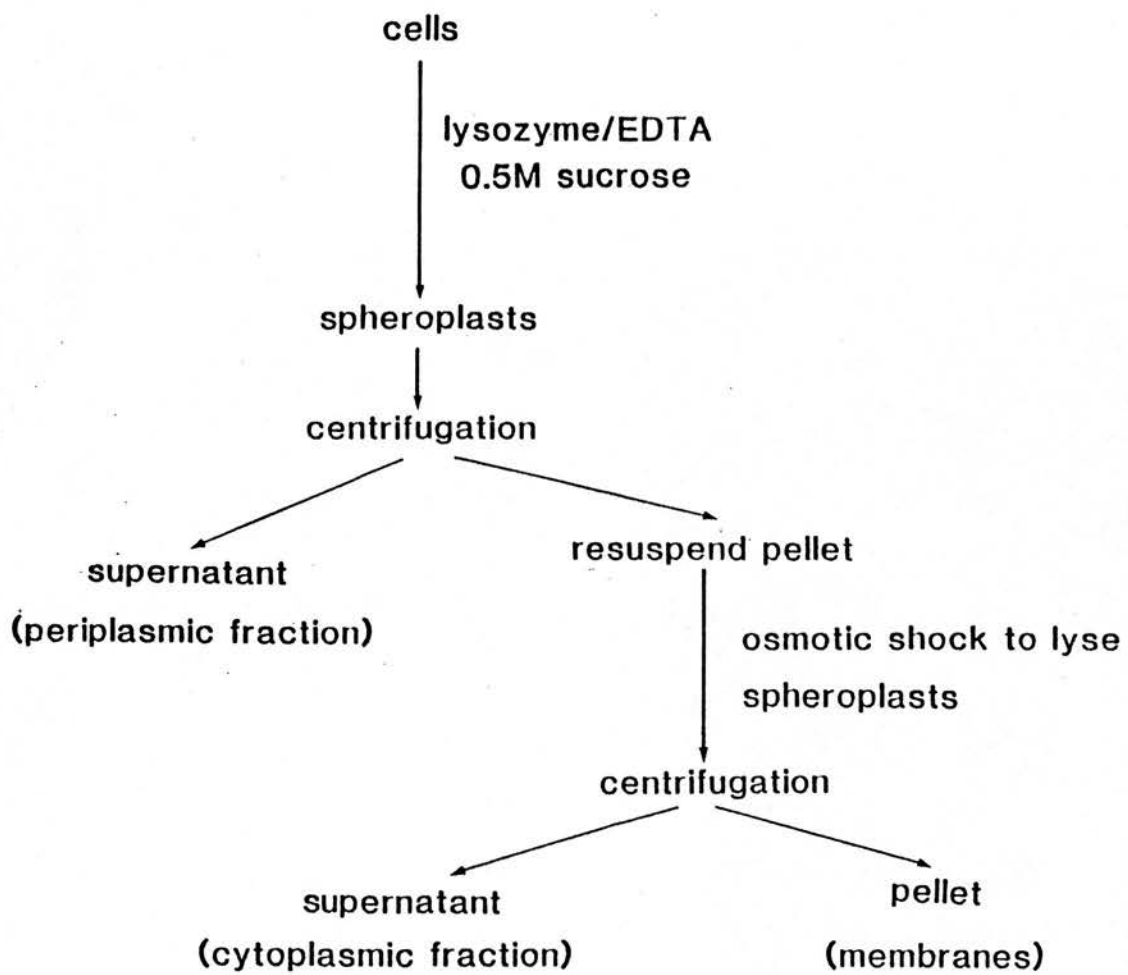 cells
lysozyme/EDTA
0.5M sucrose
spheroplasts
centrifugation
supernatant
(periplasmic fraction)
resuspend pellet
osmotic shock to lyse
spheroplasts
centrifugation
supernatant
(cytoplasmic fraction)
pellet
(membranes)